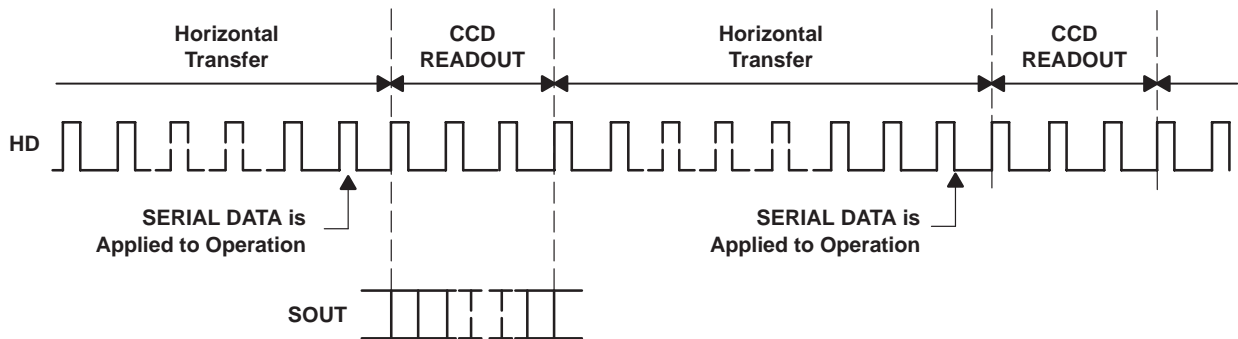 Horizontal
Transfer
CCD
READOUT
Horizontal
Transfer
CCD
READOUT
HD
SERIAL DATA is
Applied to Operation
SERIAL DATA is
Applied to Operation
SOUT